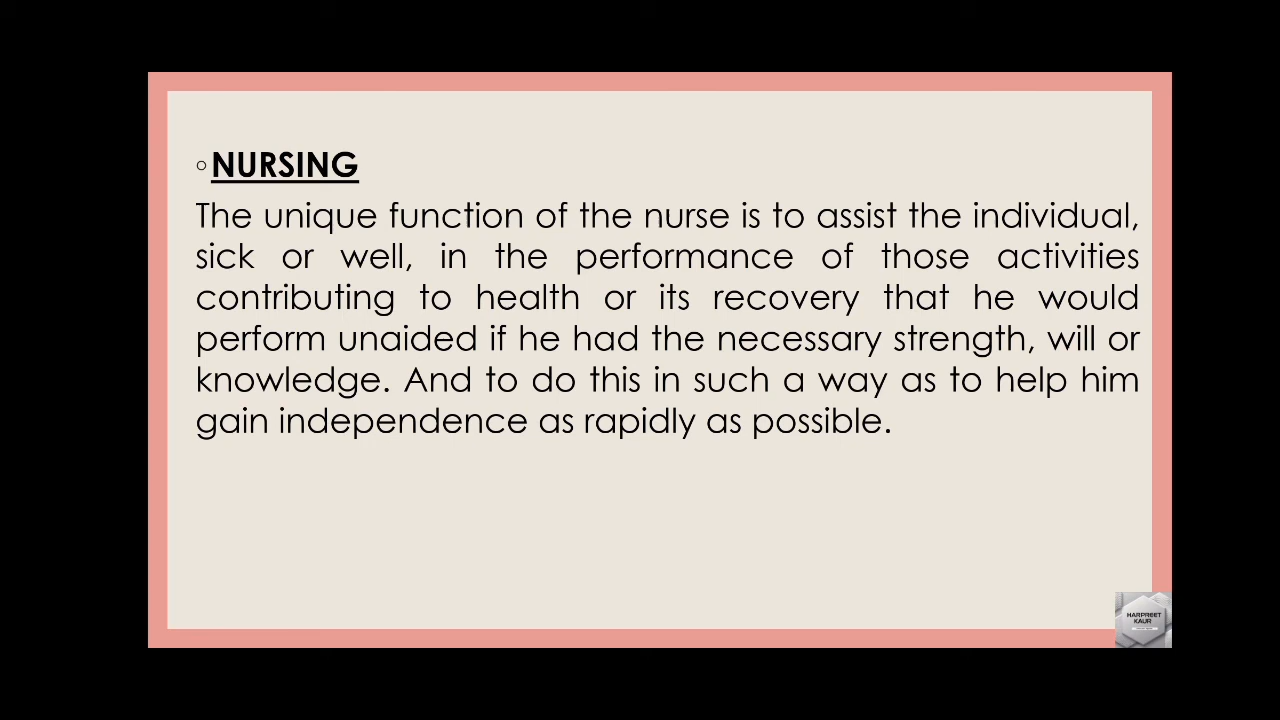 ◦NURSING
The unique function of the nurse is to assist the individual,
sick or well, in the performance of those activities
contributing to health or its recovery that he would
perform unaided if he had the necessary strength, will or
knowledge. And to do this in such a way as to help him
gain independence as rapidly as possible.
HARPREET
KAUR